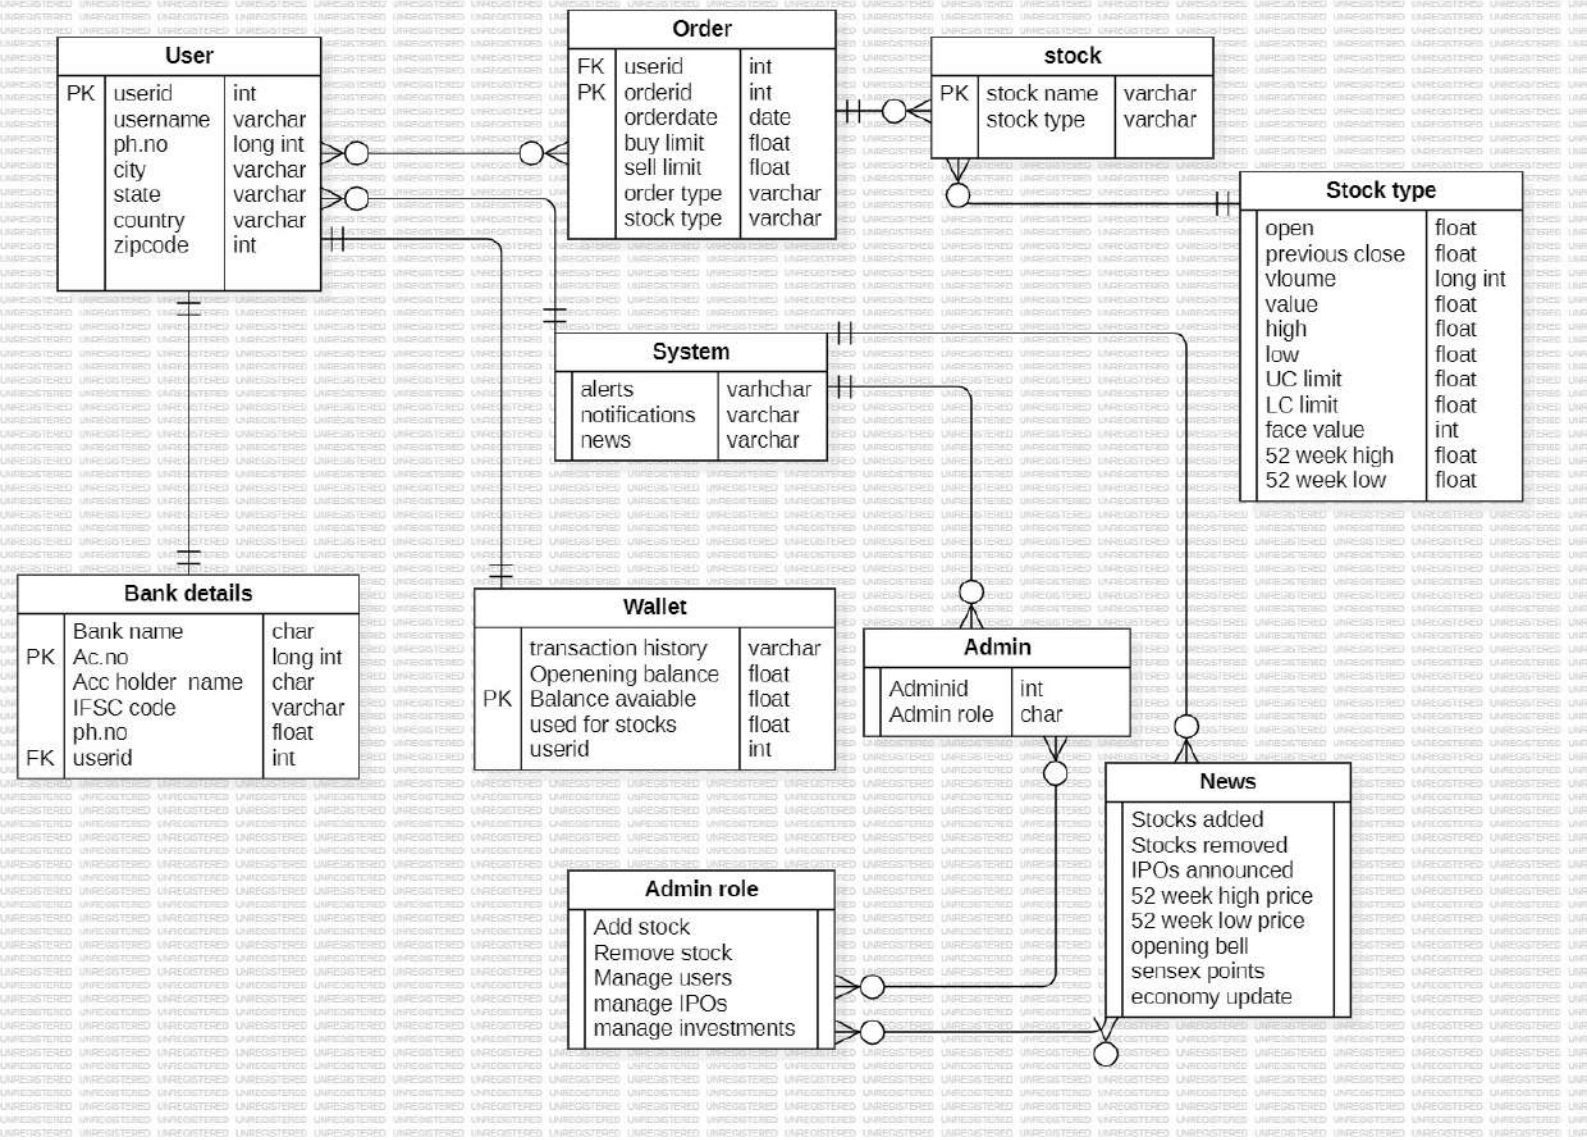 User
PK userid int
username varchar
ph.no long int
city varchar
state varchar
country varchar
zipcode int
Order
FK userid int
PK orderid int
orderdate date
buy limit float
sell limit float
order type varchar
stock type varchar
stock
PK stock name varchar
stock type varchar
Stock type
open float
previous close float
vloume long int
value float
high float
low float
UC limit float
LC limit float
face value int
52 week high float
52 week low float
System
alerts varhchar
notifications varchar
news varchar
Bank details
Bank name char
PK Ac.no long int
Acc holder name char
IFSC code varchar
ph.no float
FK userid int
Wallet
transaction history varchar
Openening balance float
PK Balance avaiable float
used for stocks float
userid int
Admin
Adminid int
Admin role char
News
Stocks added
Stocks removed
IPOs announced
52 week high price
52 week low price
opening bell
sensex points
economy update
Admin role
Add stock
Remove stock
Manage users
manage IPOs
manage investments
UNREGISTERED